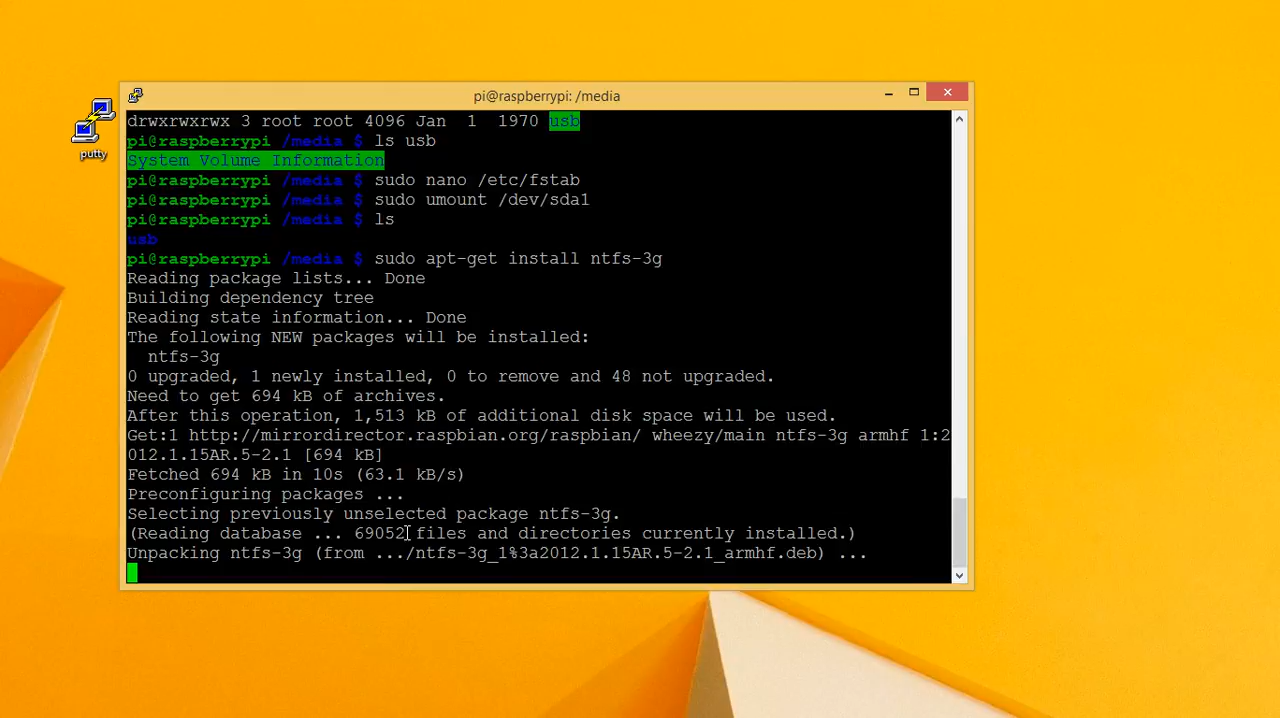 pi@raspberrypi: /media
putty
drwxrwxrwx 3 root root 4096 Jan  1  1970 usb
pi@raspberrypi /media $ ls usb
System Volume Information
pi@raspberrypi /media $ sudo nano /etc/fstab
pi@raspberrypi /media $ sudo umount /dev/sda1
pi@raspberrypi /media $ ls
usb
pi@raspberrypi /media $ sudo apt-get install ntfs-3g
Reading package lists... Done
Building dependency tree
Reading state information... Done
The following NEW packages will be installed:
  ntfs-3g
0 upgraded, 1 newly installed, 0 to remove and 48 not upgraded.
Need to get 694 kB of archives.
After this operation, 1,513 kB of additional disk space will be used.
Get:1 http://mirrordirector.raspbian.org/raspbian/ wheezy/main ntfs-3g armhf 1:2
012.1.15AR.5-2.1 [694 kB]
Fetched 694 kB in 10s (63.1 kB/s)
Preconfiguring packages ...
Selecting previously unselected package ntfs-3g.
(Reading database ... 69052 files and directories currently installed.)
Unpacking ntfs-3g (from .../ntfs-3g_1%3a2012.1.15AR.5-2.1_armhf.deb) ...